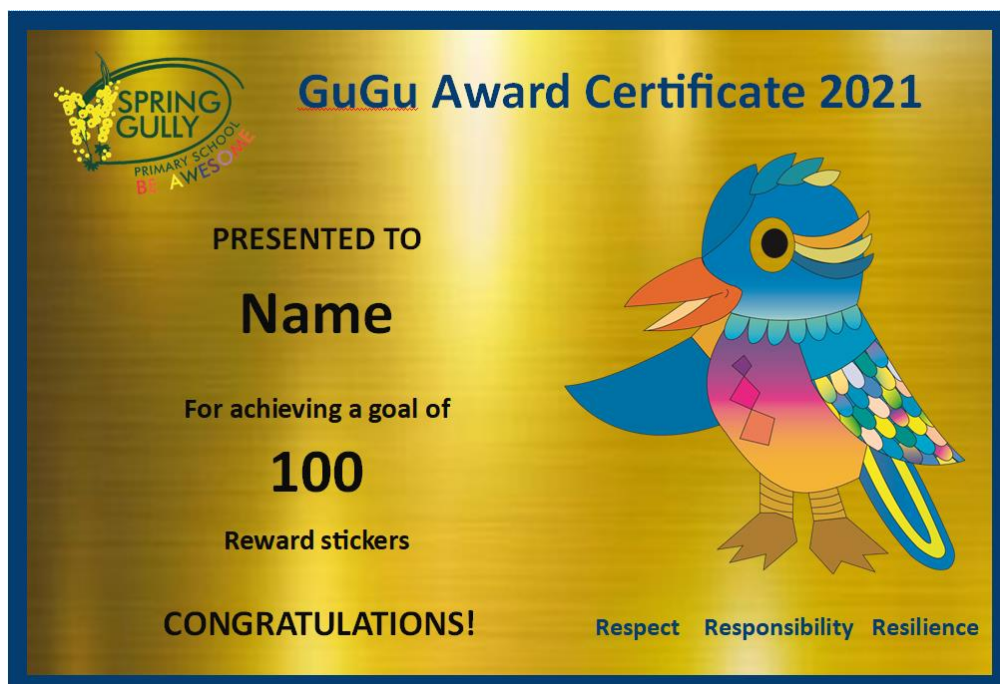 SPRING
GULLY
PRIMARY SCHOOL
BE AWESOME
GuGu Award Certificate 2021
PRESENTED TO
Name
For achieving a goal of
100
Reward stickers
CONGRATULATIONS!
Respect Responsibility Resilience